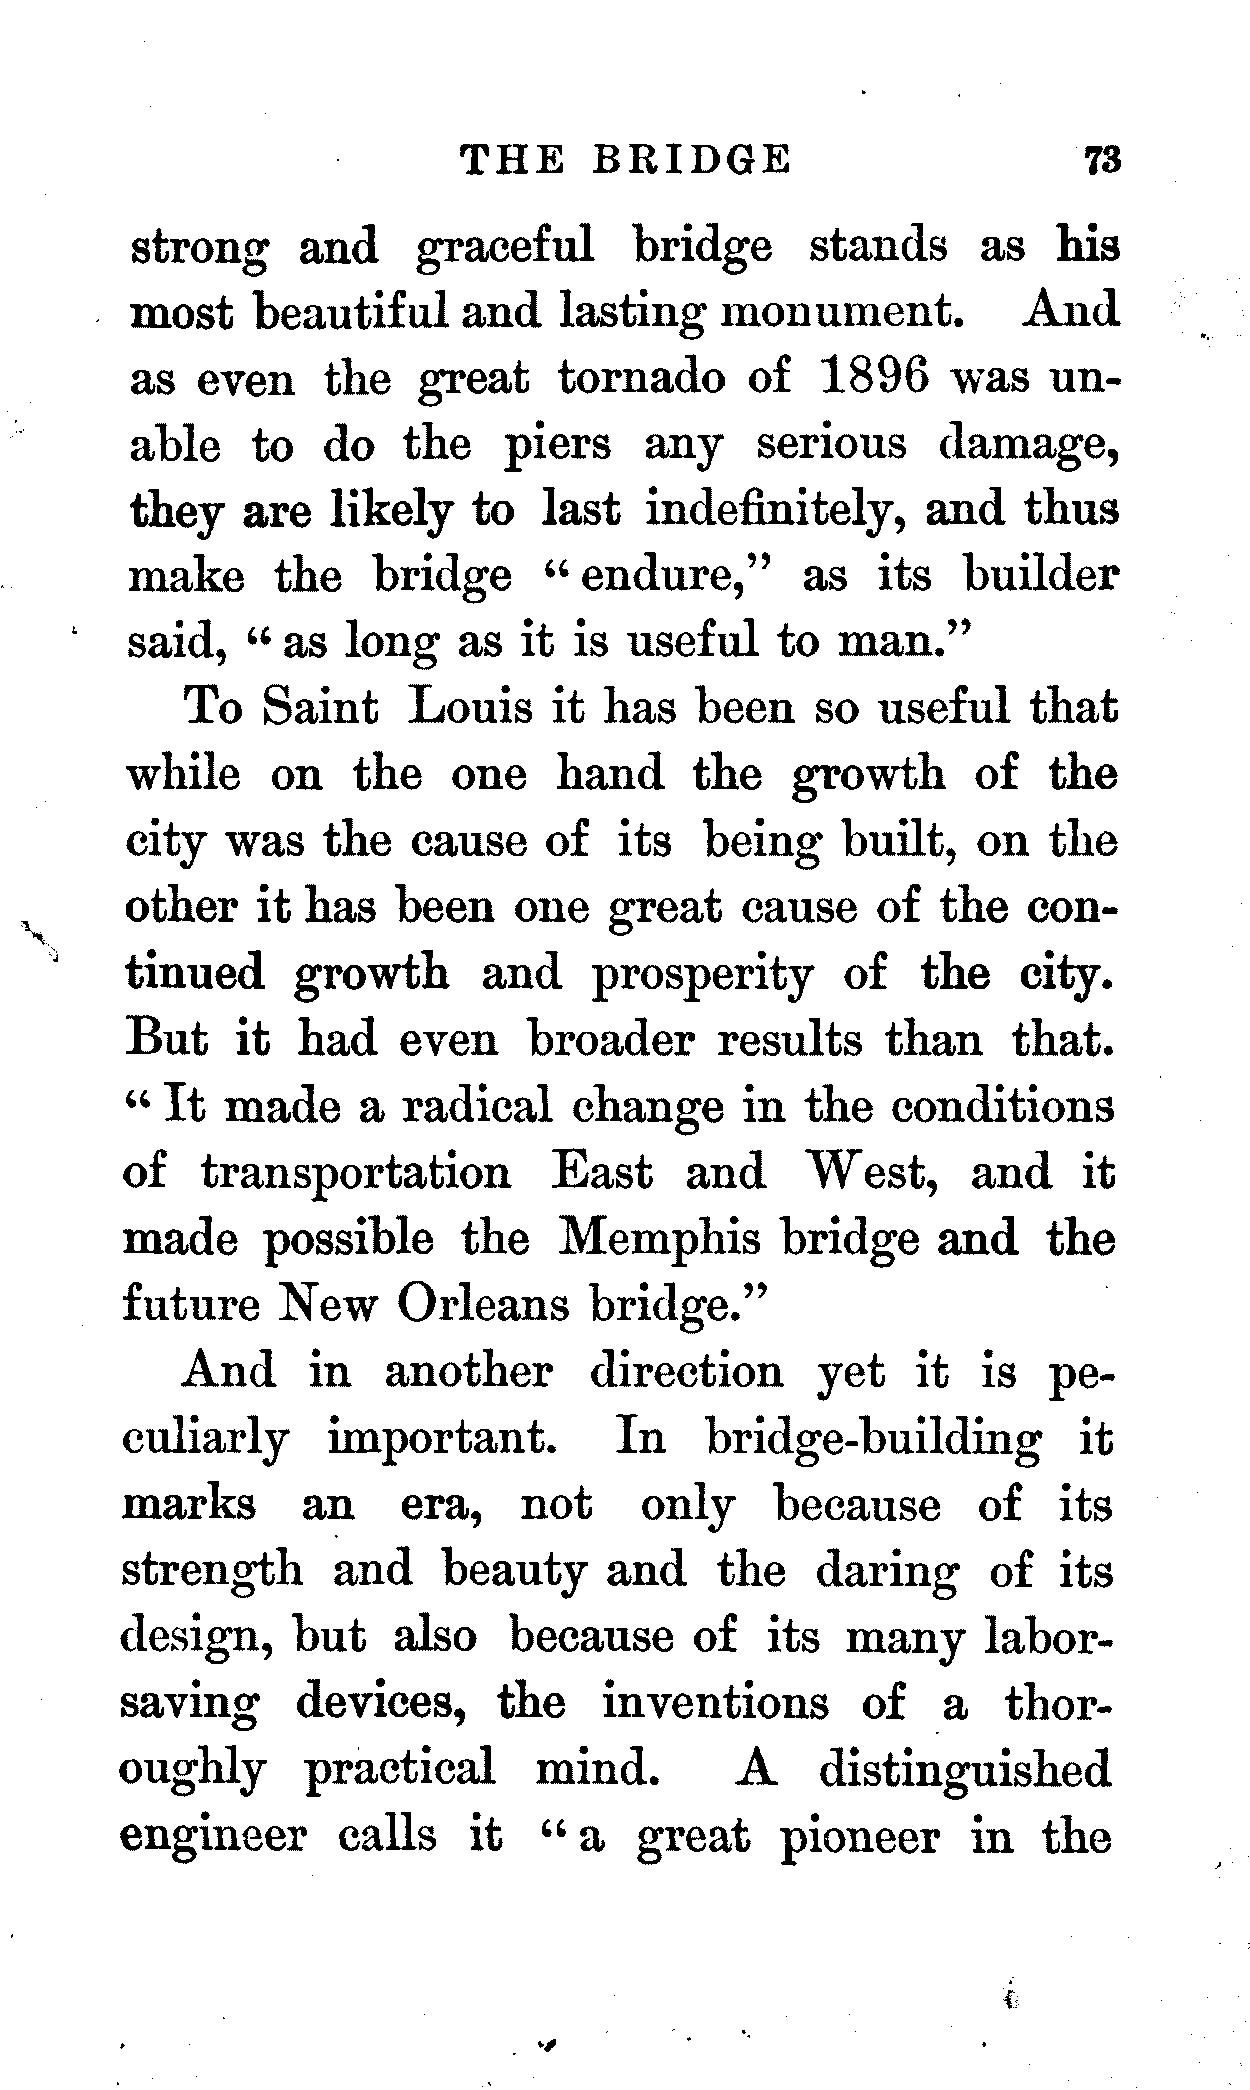 THE BRIDGE 73
strong and graceful bridge stands as his
most beautiful and lasting monument. And
as even the great tornado of 1896 was un-
able to do the piers any serious damage,
they are likely to last indefinitely, and thus
make the bridge “ endure,” as its builder
said, “ as long as it is useful to man.”
To Saint Louis it has been so useful that
while on the one hand the growth of the
city was the cause of its being built, on the
other it has been one great cause of the con-
tinued growth and prosperity of the city.
But it had even broader results than that.
“ It made a radical change in the conditions
of transportation East and West, and it
made possible the Memphis bridge and the
future New Orleans bridge.”
And in another direction yet it is pe-
culiarly important. In bridge-building it
marks an era, not only because of its
strength and beauty and the daring of its
design, but also because of its many labor-
saving devices, the inventions of a thor-
oughly practical mind. A distinguished
engineer calls it “ a great pioneer in the